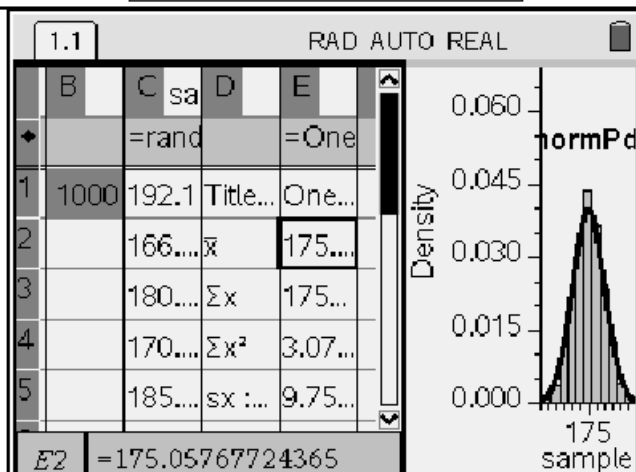 1.1 RAD AUTO REAL
B C sa D E
=rand =One
1 1000 192.1 Title... One...
2 166.... x̄ 175....
3 180.... Σx 175...
4 170.... Σx² 3.07...
5 185.... sx :... 9.75...
E2 =175.05767724365
Density
0.060
0.045
0.030
0.015
0.000
normPd
175
sample